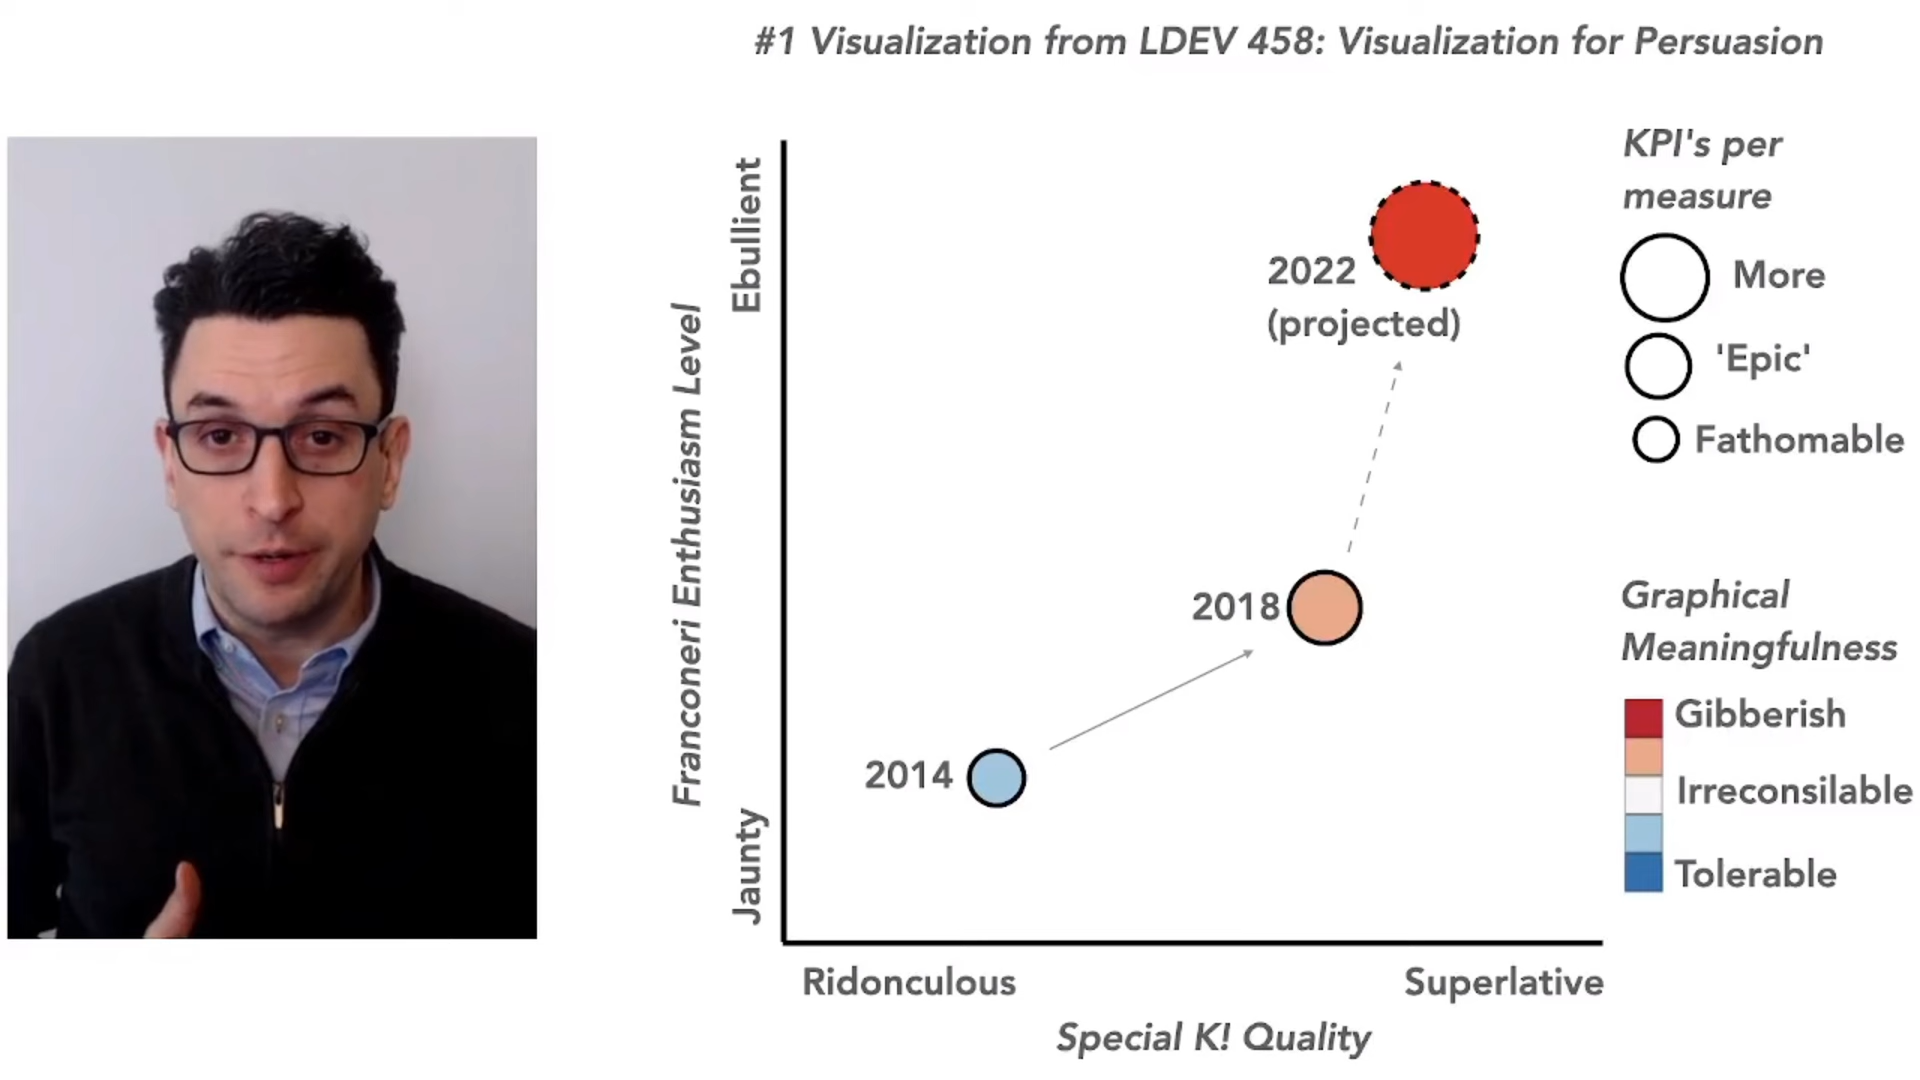 #1 Visualization from LDEV 458: Visualization for Persuasion
KPI's per
measure
More
'Epic'
Fathomable
Graphical
Meaningfulness
Gibberish
Irreconsilable
Tolerable
Franconeri Enthusiasm Level
Ebullient
Jaunty
2022
(projected)
2018
2014
Ridonculous
Superlative
Special K! Quality